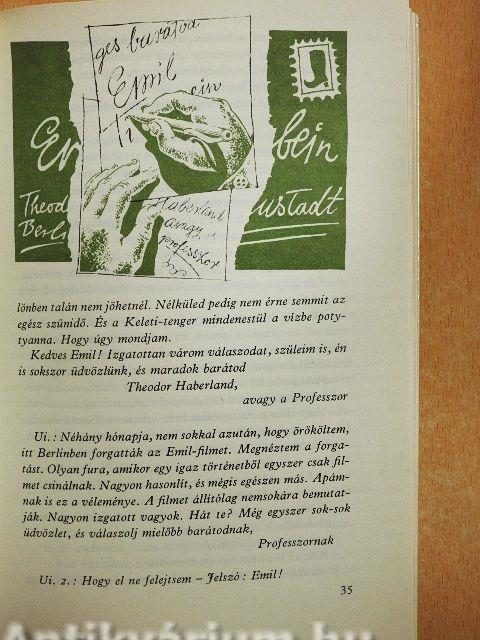 ges barátod
Emil
Ti
ein
Er
bein
Theod
Berl
ustadt
Haberland
avagy a
professzor
J
lönben talán nem jöhetnél. Nélküled pedig nem érne semmit az
egész szünidő. És a Keleti-tenger mindenestül a vízbe poty-
tyanna. Hogy úgy mondjam.
Kedves Emil! Izgatottan várom válaszodat, szüleim is, én
is sokszor üdvözlünk, és maradok barátod
Theodor Haberland,
avagy a Professzor
Ui.: Néhány hónapja, nem sokkal azután, hogy örököltem,
itt Berlinben forgatták az Emil-filmet. Megnéztem a forga-
tást. Olyan fura, amikor egy igaz történetből egyszer csak fil-
met csinálnak. Nagyon hasonlít, és mégis egészen más. Apám-
nak is ez a véleménye. A filmet állítólag nemsokára bemutat-
ják. Nagyon izgatott vagyok. Hát te? Még egyszer sok-sok
üdvözlet, és válaszolj mielőbb barátodnak,
Professzornak
Ui. 2.: Hogy el ne felejtsem – Jelszó: Emil!
35
Antikvárium.hu